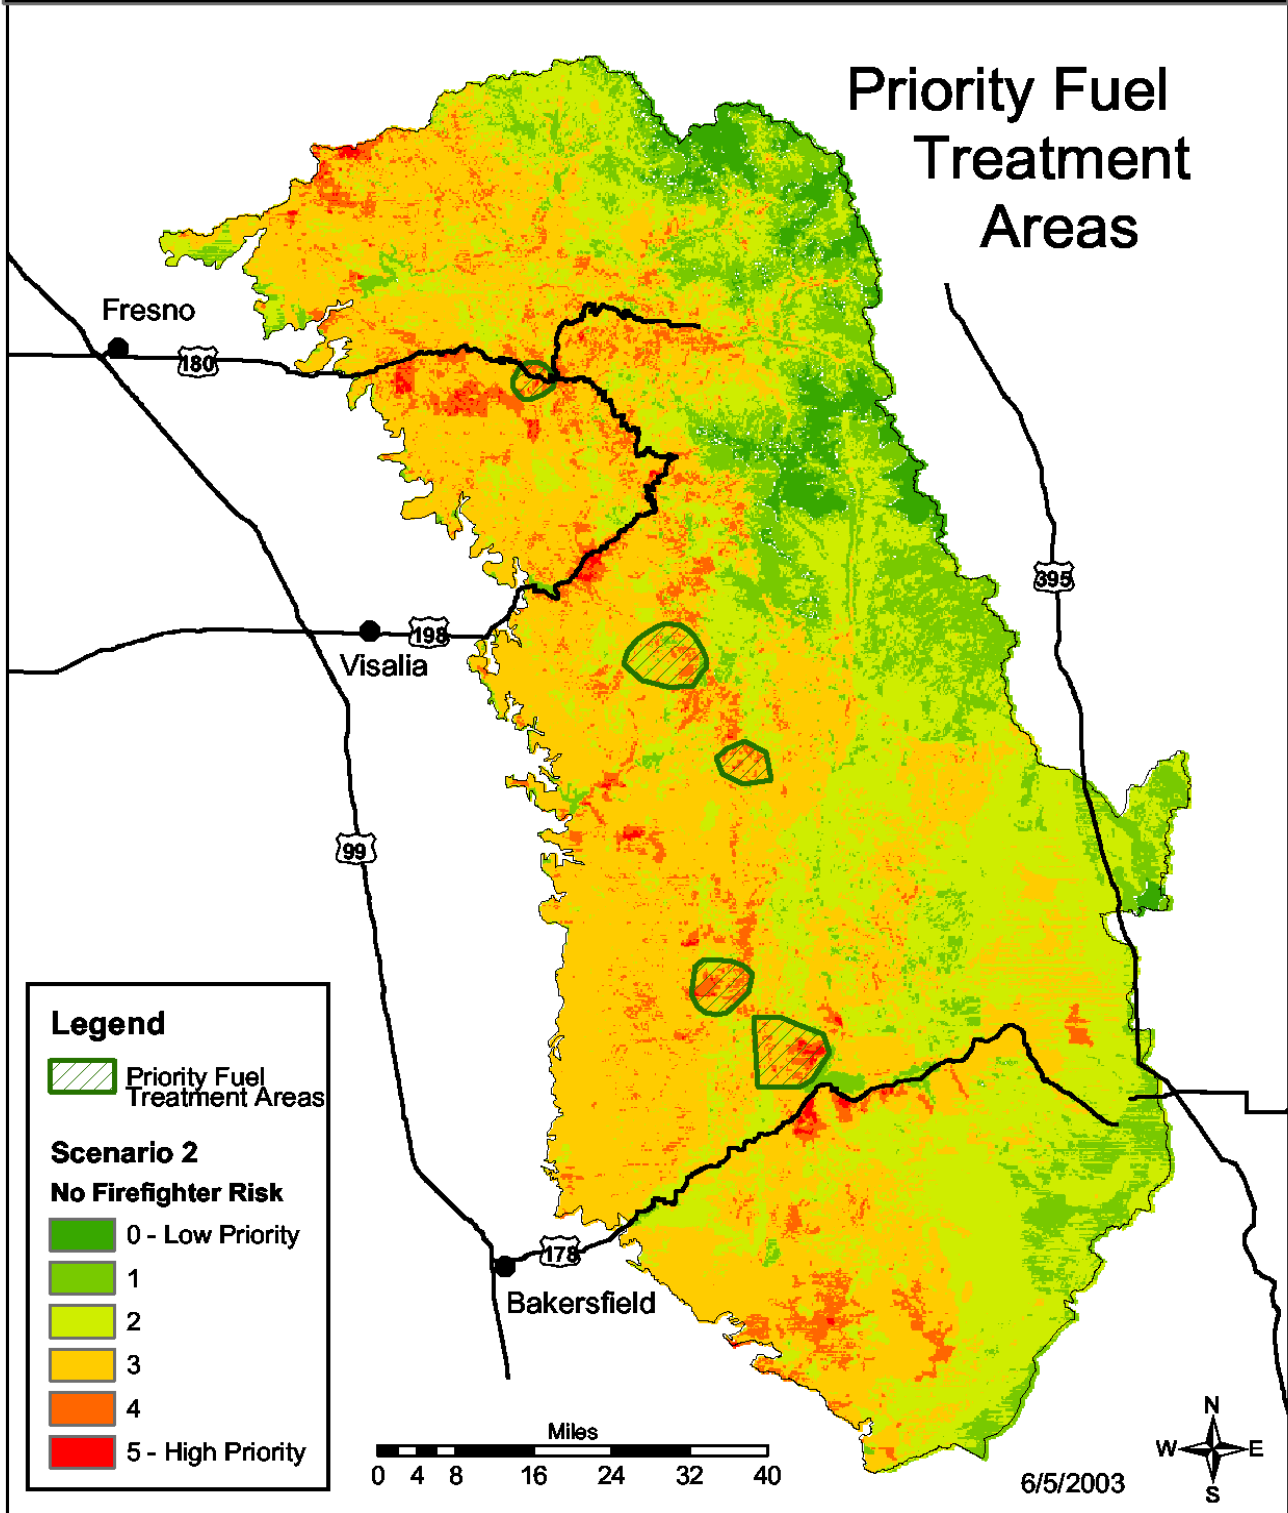 Priority Fuel
Treatment
Areas
Fresno
180
395
198
Visalia
99
Legend
Priority Fuel
Treatment Areas
Scenario 2
No Firefighter Risk
0 - Low Priority
1
2
3
4
5 - High Priority
178
Bakersfield
Miles
0 4 8 16 24 32 40
N
W E
S
6/5/2003